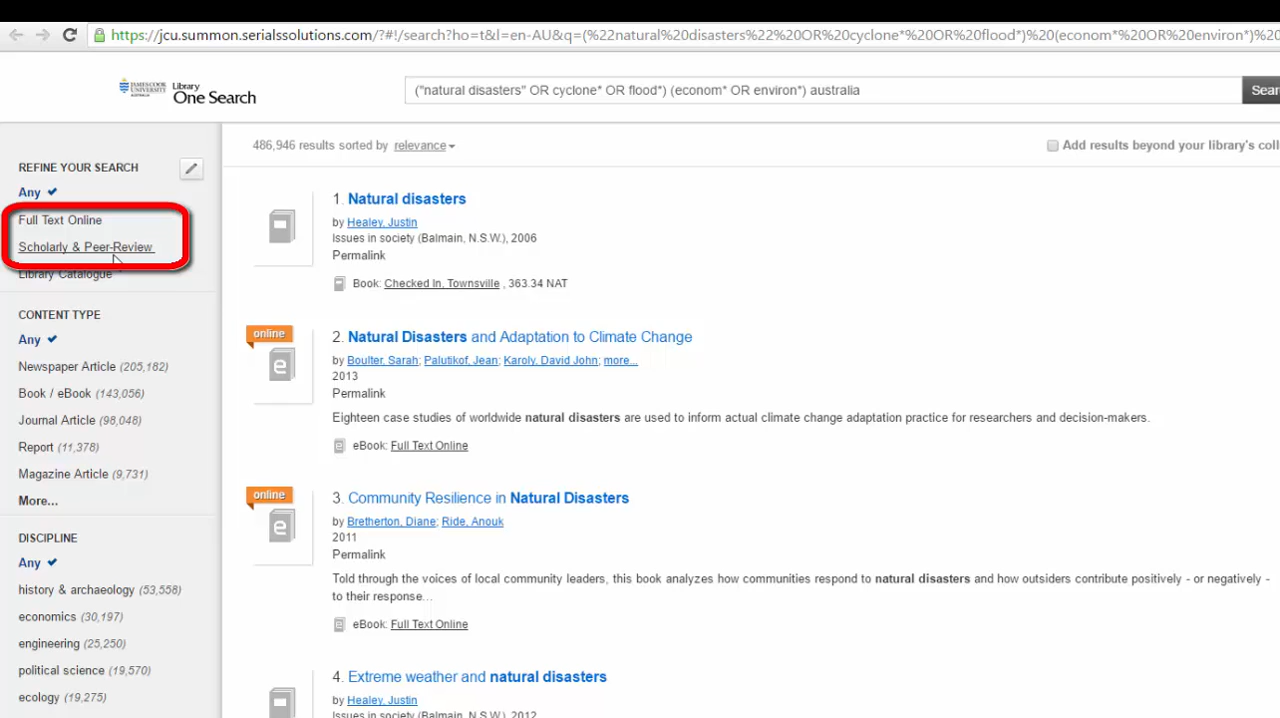 https://jcu.summon.serialssolutions.com/?#!/search?ho=t&l=en-AU&q=(%22natural%20disasters%22%20OR%20cyclone*%20OR%20flood*)%20(econom*%20OR%20environ*)%20
JAMES COOK UNIVERSITY AUSTRALIA
Library
One Search
("natural disasters" OR cyclone* OR flood*) (econom* OR environ*) australia
Sear
REFINE YOUR SEARCH
Any
Full Text Online
Scholarly & Peer-Review
Library Catalogue
CONTENT TYPE
Any
Newspaper Article (205,182)
Book / eBook (143,056)
Journal Article (98,048)
Report (11,378)
Magazine Article (9,731)
More...
DISCIPLINE
Any
history & archaeology (53,558)
economics (30,197)
engineering (25,250)
political science (19,570)
ecology (19,275)
486,946 results sorted by relevance
Add results beyond your library's coll
1. Natural disasters
by Healey, Justin
Issues in society (Balmain, N.S.W.), 2006
Permalink
Book: Checked In, Townsville , 363.34 NAT
online
2. Natural Disasters and Adaptation to Climate Change
by Boulter, Sarah; Palutikof, Jean; Karoly, David John; more...
2013
Permalink
Eighteen case studies of worldwide natural disasters are used to inform actual climate change adaptation practice for researchers and decision-makers.
eBook: Full Text Online
online
3. Community Resilience in Natural Disasters
by Bretherton, Diane; Ride, Anouk
2011
Permalink
Told through the voices of local community leaders, this book analyzes how communities respond to natural disasters and how outsiders contribute positively - or negatively -
to their response...
eBook: Full Text Online
4. Extreme weather and natural disasters
by Healey, Justin
Issues in society (Balmain, N.S.W.), 2012